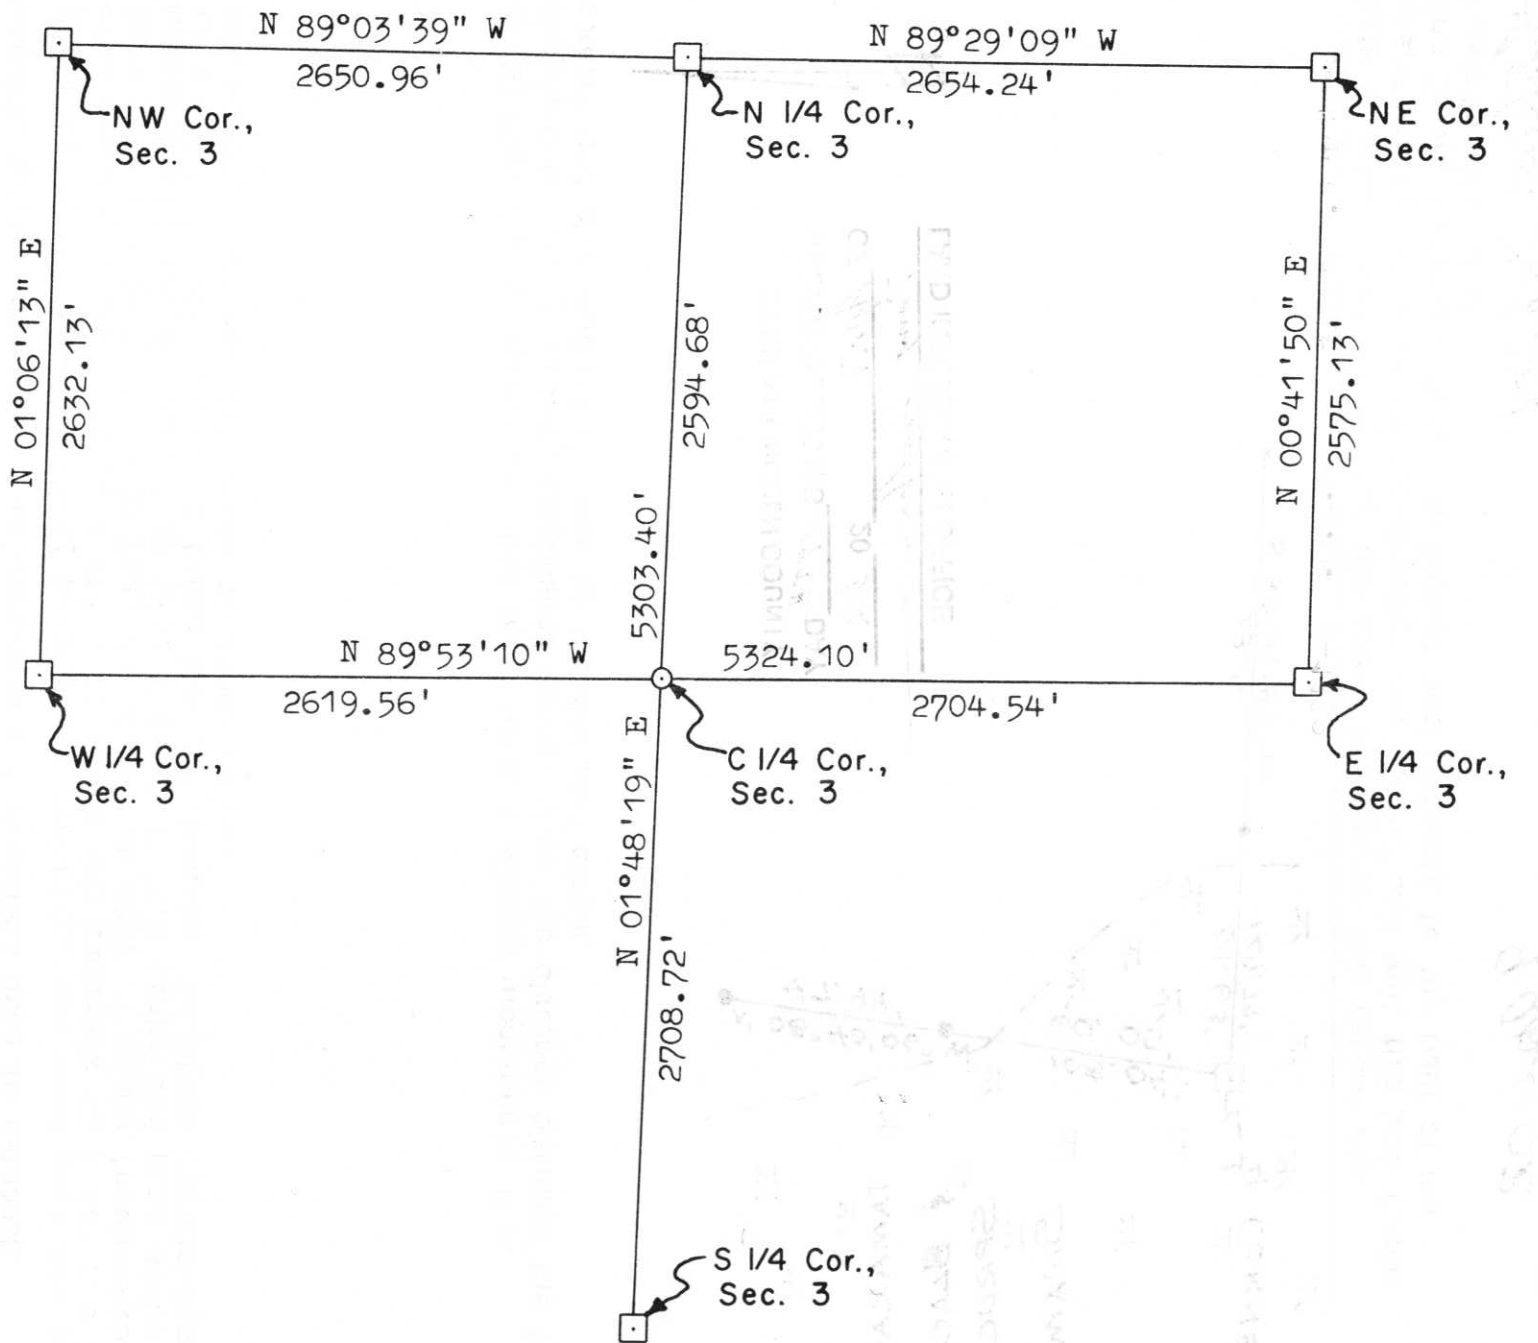 N 89°03'39" W
2650.96'
N 89°29'09" W
2654.24'
NW Cor.,
Sec. 3
N 1/4 Cor.,
Sec. 3
NE Cor.,
Sec. 3
N 01°06'13" E
2632.13'
2594.68'
5303.40'
N 00°41'50" E
2575.13'
N 89°53'10" W
2619.56'
5324.10'
2704.54'
W 1/4 Cor.,
Sec. 3
C 1/4 Cor.,
Sec. 3
E 1/4 Cor.,
Sec. 3
N 01°48'19" E
2708.72'
S 1/4 Cor.,
Sec. 3